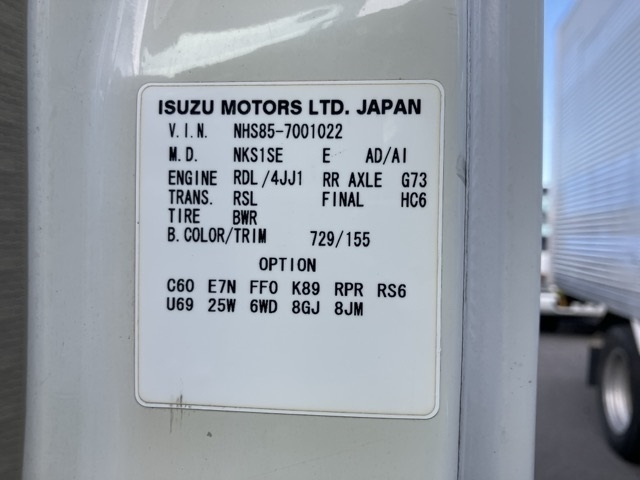 ISUZU MOTORS LTD. JAPAN
V.I.N. NHS85-7001022
M.D. NKS1SE E AD/AI
ENGINE RDL/4JJ1 RR AXLE G73
TRANS. RSL FINAL HC6
TIRE BWR
B.COLOR/TRIM 729/155
OPTION
C60 E7N FF0 K89 RPR RS6
U69 25W 6WD 8GJ 8JM